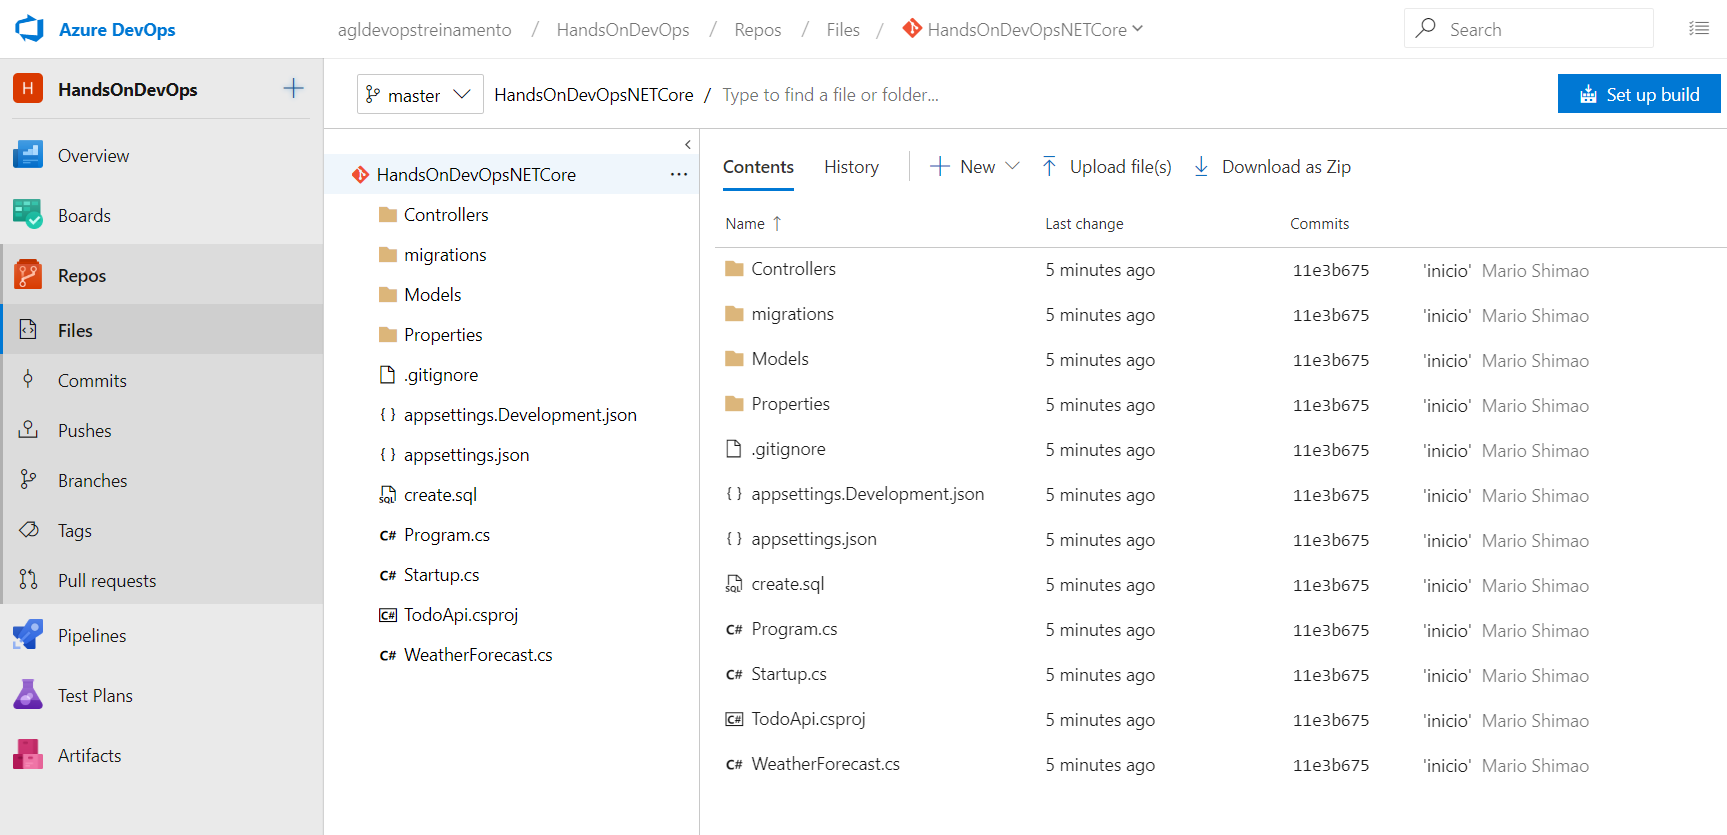 Azure DevOps
agldevopstreinamento / HandsOnDevOps / Repos / Files / HandsOnDevOpsNETCore
Search
H HandsOnDevOps
Overview
Boards
Repos
Files
Commits
Pushes
Branches
Tags
Pull requests
Pipelines
Test Plans
Artifacts
master HandsOnDevOpsNETCore / Type to find a file or folder...
Set up build
HandsOnDevOpsNETCore ...
Controllers
migrations
Models
Properties
.gitignore
{ } appsettings.Development.json
{ } appsettings.json
SQL create.sql
C# Program.cs
C# Startup.cs
C# TodoApi.csproj
C# WeatherForecast.cs
Contents History New Upload file(s) Download as Zip
Name ↑ Last change Commits
Controllers 5 minutes ago 11e3b675 'inicio' Mario Shimao
migrations 5 minutes ago 11e3b675 'inicio' Mario Shimao
Models 5 minutes ago 11e3b675 'inicio' Mario Shimao
Properties 5 minutes ago 11e3b675 'inicio' Mario Shimao
.gitignore 5 minutes ago 11e3b675 'inicio' Mario Shimao
{ } appsettings.Development.json 5 minutes ago 11e3b675 'inicio' Mario Shimao
{ } appsettings.json 5 minutes ago 11e3b675 'inicio' Mario Shimao
SQL create.sql 5 minutes ago 11e3b675 'inicio' Mario Shimao
C# Program.cs 5 minutes ago 11e3b675 'inicio' Mario Shimao
C# Startup.cs 5 minutes ago 11e3b675 'inicio' Mario Shimao
C# TodoApi.csproj 5 minutes ago 11e3b675 'inicio' Mario Shimao
C# WeatherForecast.cs 5 minutes ago 11e3b675 'inicio' Mario Shimao